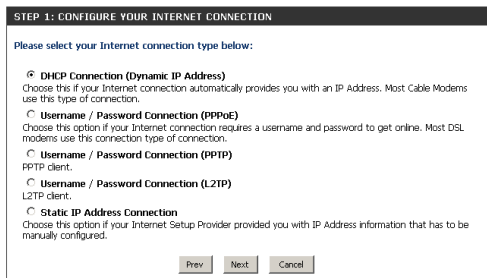 STEP 1: CONFIGURE YOUR INTERNET CONNECTION
Please select your Internet connection type below:
DHCP Connection (Dynamic IP Address)
Choose this if your Internet connection automatically provides you with an IP Address. Most Cable Modems
use this type of connection.
Username / Password Connection (PPPoE)
Choose this option if your Internet connection requires a username and password to get online. Most DSL
modems use this connection type of connection.
Username / Password Connection (PPTP)
PPTP client.
Username / Password Connection (L2TP)
L2TP client.
Static IP Address Connection
Choose this option if your Internet Setup Provider provided you with IP Address information that has to be
manually configured.
Prev Next Cancel